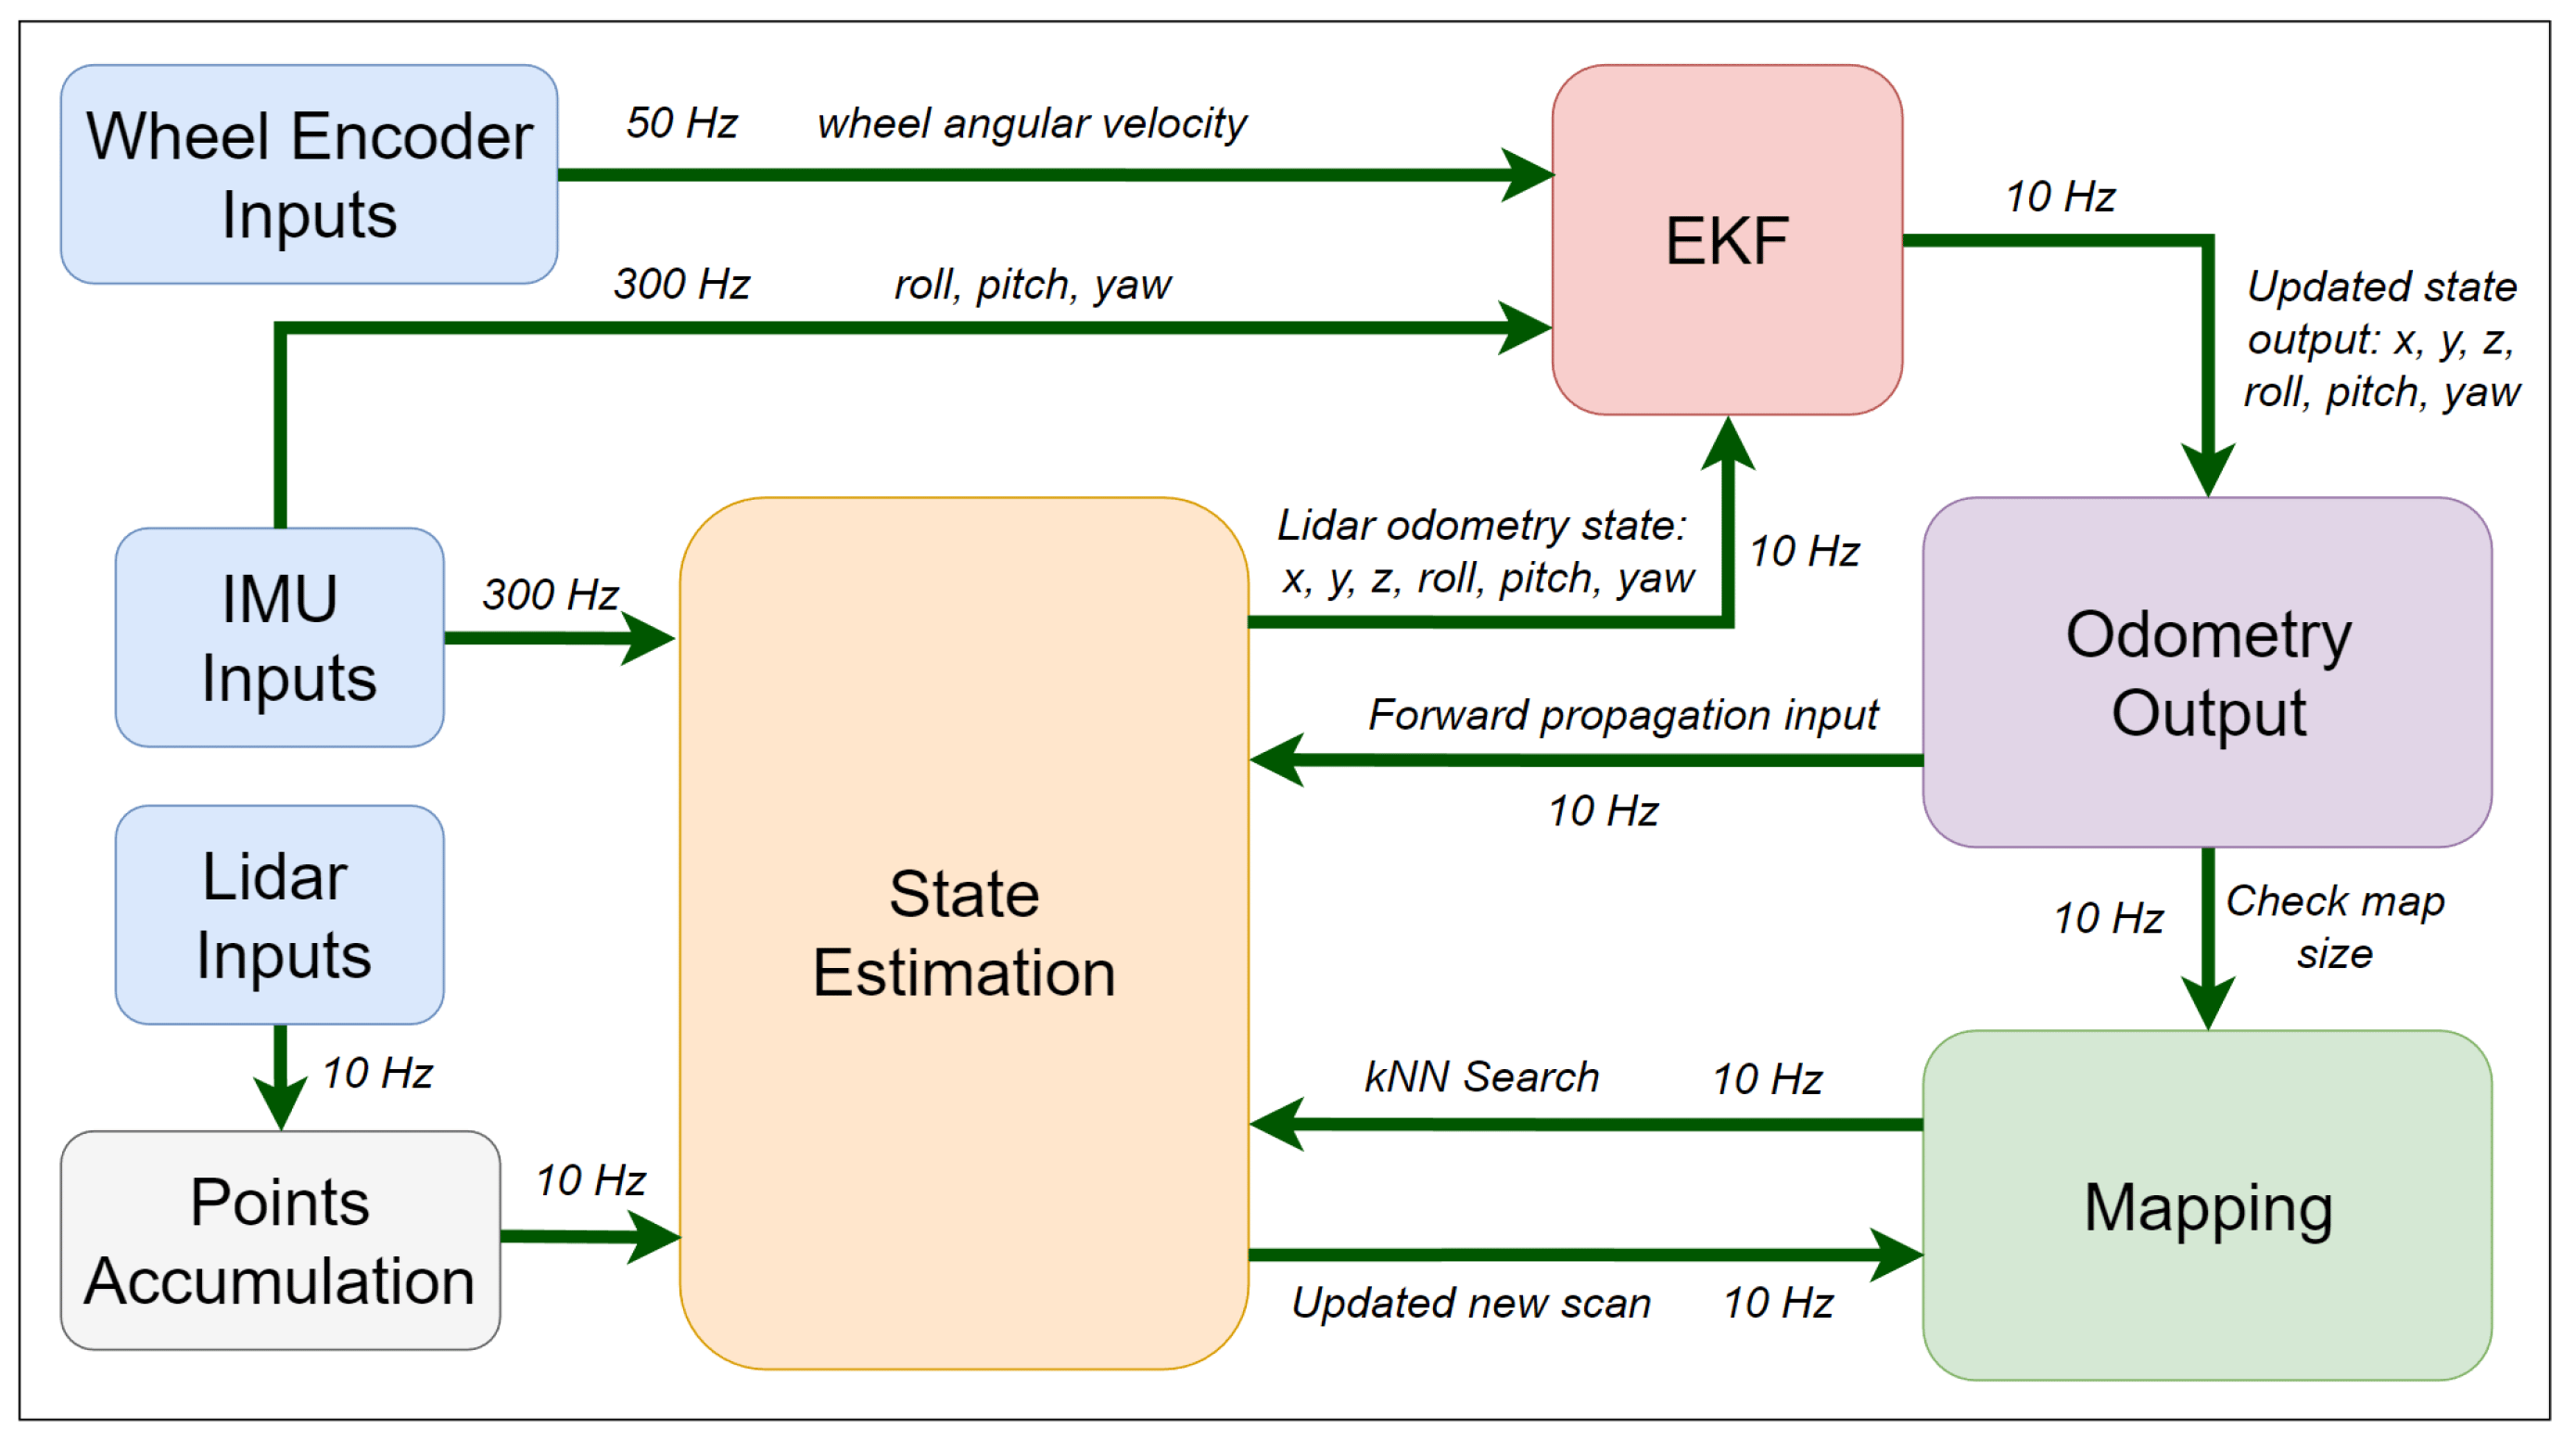 Wheel Encoder
Inputs
50 Hz
wheel angular velocity
300 Hz
roll, pitch, yaw
EKF
10 Hz
Updated state
output: x, y, z,
roll, pitch, yaw
IMU
Inputs
300 Hz
Lidar odometry state:
x, y, z, roll, pitch, yaw
10 Hz
Odometry
Output
Forward propagation input
10 Hz
Lidar
Inputs
10 Hz
State
Estimation
10 Hz
Check map
size
Points
Accumulation
10 Hz
kNN Search
10 Hz
Mapping
Updated new scan
10 Hz